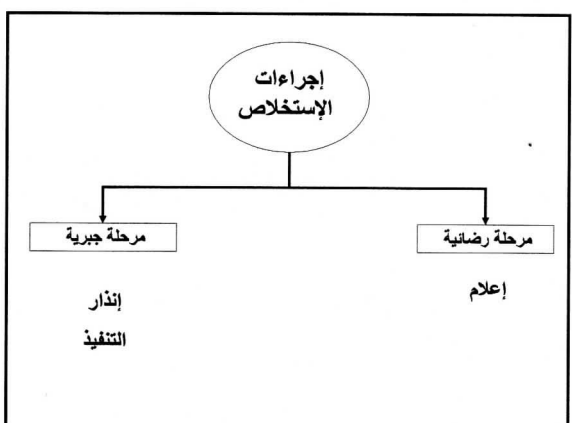 إجراءات
الإستخلاص
مرحلة رضائية
مرحلة جبرية
إعلام
إنذار
التنفيذ